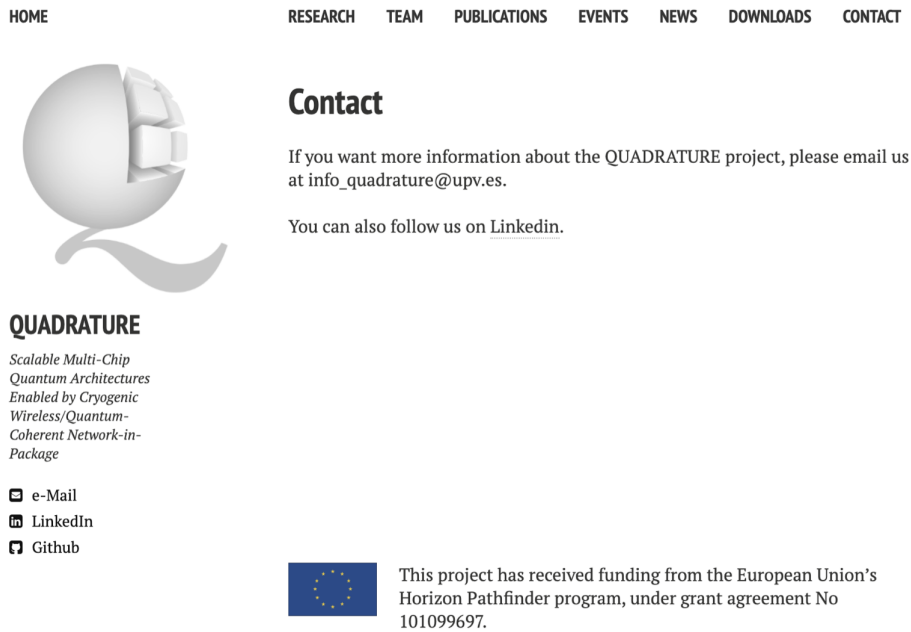 HOME
RESEARCH TEAM PUBLICATIONS EVENTS NEWS DOWNLOADS CONTACT
QUADRATURE
Scalable Multi-Chip
Quantum Architectures
Enabled by Cryogenic
Wireless/Quantum-
Coherent Network-in-
Package
e-Mail
LinkedIn
Github
Contact
If you want more information about the QUADRATURE project, please email us
at info_quadrature@upv.es.
You can also follow us on Linkedin.
This project has received funding from the European Union's
Horizon Pathfinder program, under grant agreement No
101099697.